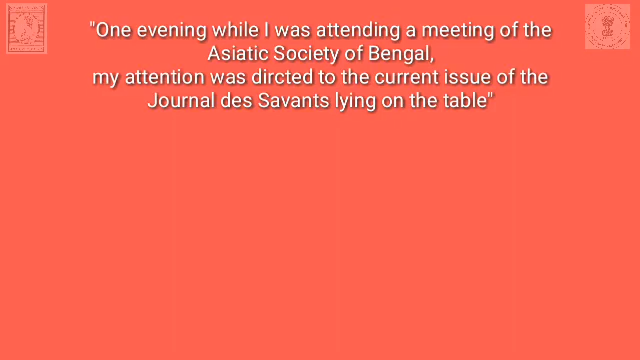 "One evening while I was attending a meeting of the
Asiatic Society of Bengal,
my attention was dircted to the current issue of the
Journal des Savants lying on the table"